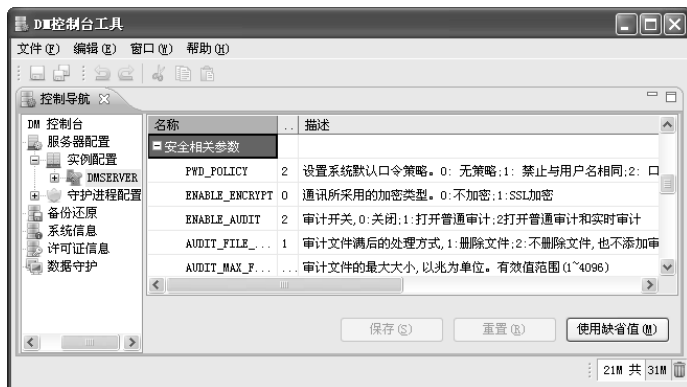 DM控制台工具
文件(F) 编辑(E) 窗口(W) 帮助(H)
控制导航
DM 控制台
服务器配置
实例配置
DMSERVER
守护进程配置
备份还原
系统信息
许可证信息
数据守护
名称 .. 描述
安全相关参数
PWD_POLICY 2 设置系统默认口令策略。0: 无策略;1: 禁止与用户名相同;2: 口
ENABLE_ENCRYPT 0 通讯所采用的加密类型。0:不加密;1:SSL加密
ENABLE_AUDIT 2 审计开关,0:关闭;1:打开普通审计;2打开普通审计和实时审计
AUDIT_FILE_... 1 审计文件满后的处理方式,1:删除文件;2:不删除文件,也不添加审
AUDIT_MAX_F... ... 审计文件的最大大小,以兆为单位。有效值范围(1~4096)
保存(S) 重置(R) 使用缺省值(M)
21M 共 31M